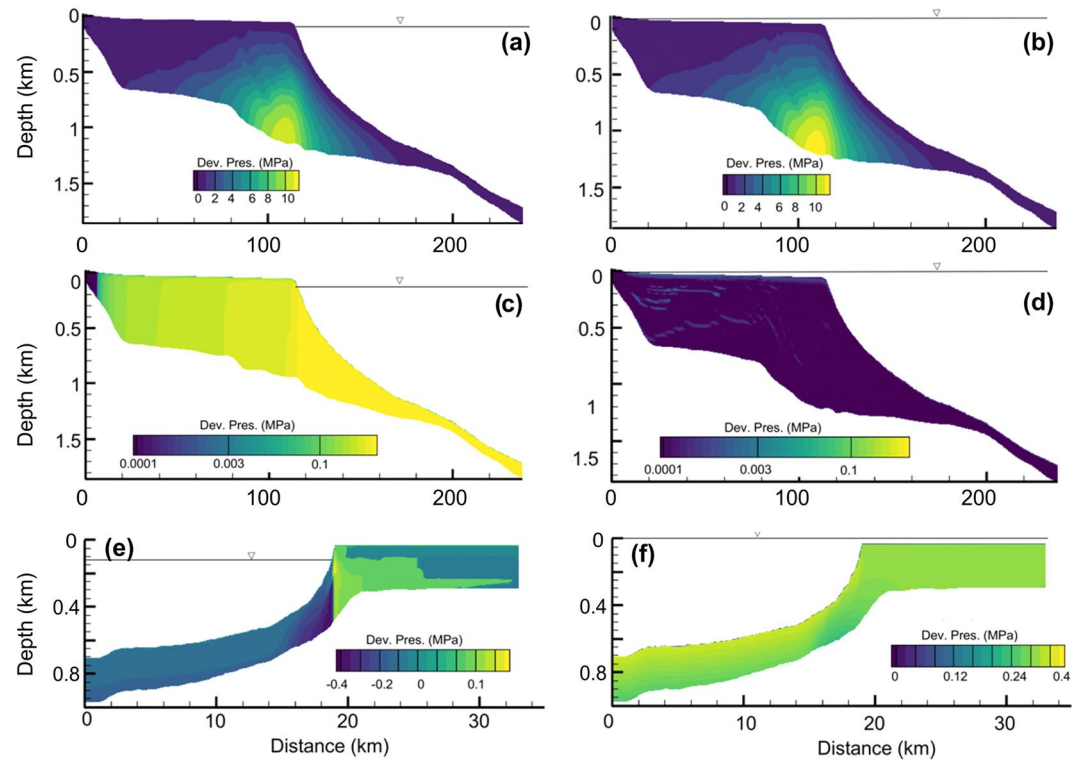 (a)
0
0.5
1
1.5
Depth (km)
Dev. Pres. (MPa)
0 2 4 6 8 10
0 100 200
(b)
0
0.5
1
1.5
Dev. Pres. (MPa)
0 2 4 6 8 10
0 100 200
(c)
0
0.5
1
1.5
Depth (km)
Dev. Pres. (MPa)
0.0001 0.003 0.1
0 100 200
(d)
0
0.5
1
1.5
Dev. Pres. (MPa)
0.0001 0.003 0.1
0 100 200
(e)
0
0.4
0.8
Depth (km)
Dev. Pres. (MPa)
-0.4 -0.2 0 0.1
0 10 20 30
Distance (km)
(f)
0
0.4
0.8
Dev. Pres. (MPa)
0 0.12 0.24 0.4
0 10 20 30
Distance (km)